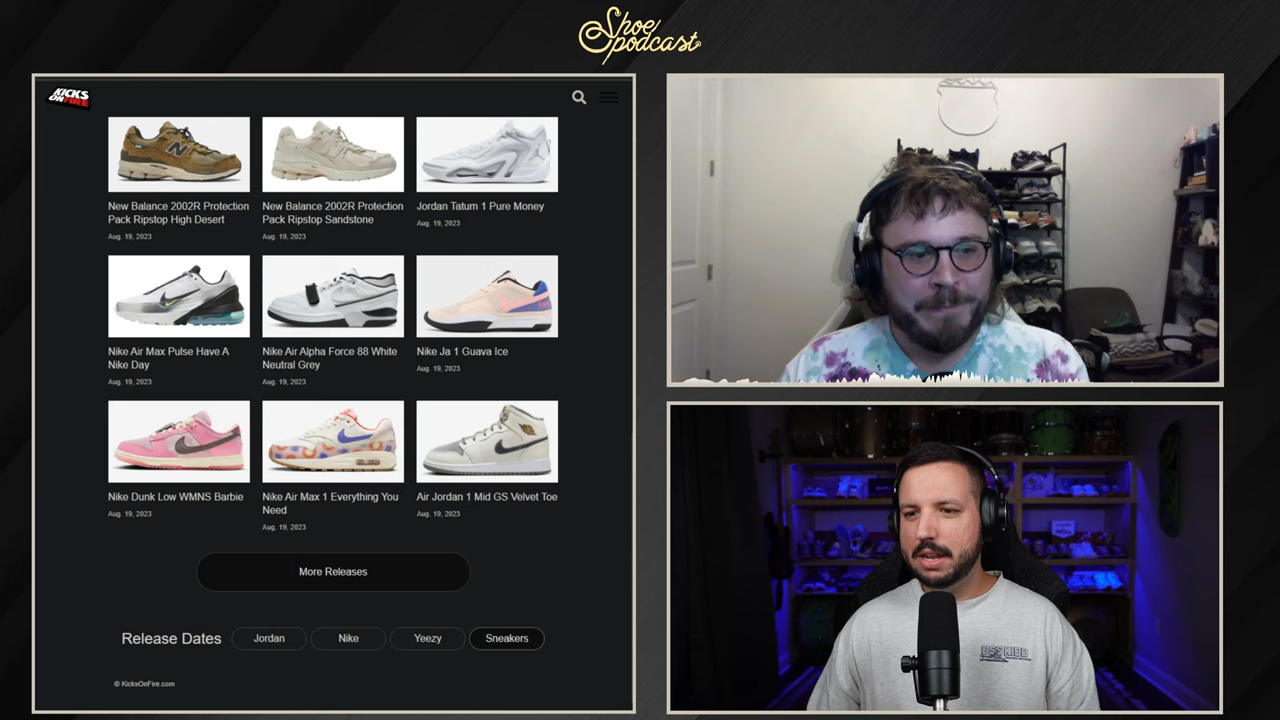 Shoe
podcast
KICKS
ONFIRE
New Balance 2002R Protection
Pack Ripstop High Desert
Aug. 19, 2023
New Balance 2002R Protection
Pack Ripstop Sandstone
Aug. 19, 2023
Jordan Tatum 1 Pure Money
Aug. 19, 2023
Nike Air Max Pulse Have A
Nike Day
Aug. 19, 2023
Nike Air Alpha Force 88 White
Neutral Grey
Aug. 19, 2023
Nike Ja 1 Guava Ice
Aug. 19, 2023
Nike Dunk Low WMNS Barbie
Aug. 19, 2023
Nike Air Max 1 Everything You
Need
Aug. 19, 2023
Air Jordan 1 Mid GS Velvet Toe
Aug. 19, 2023
More Releases
Release Dates
Jordan
Nike
Yeezy
Sneakers
© KicksOnFire.com
USS KIDD